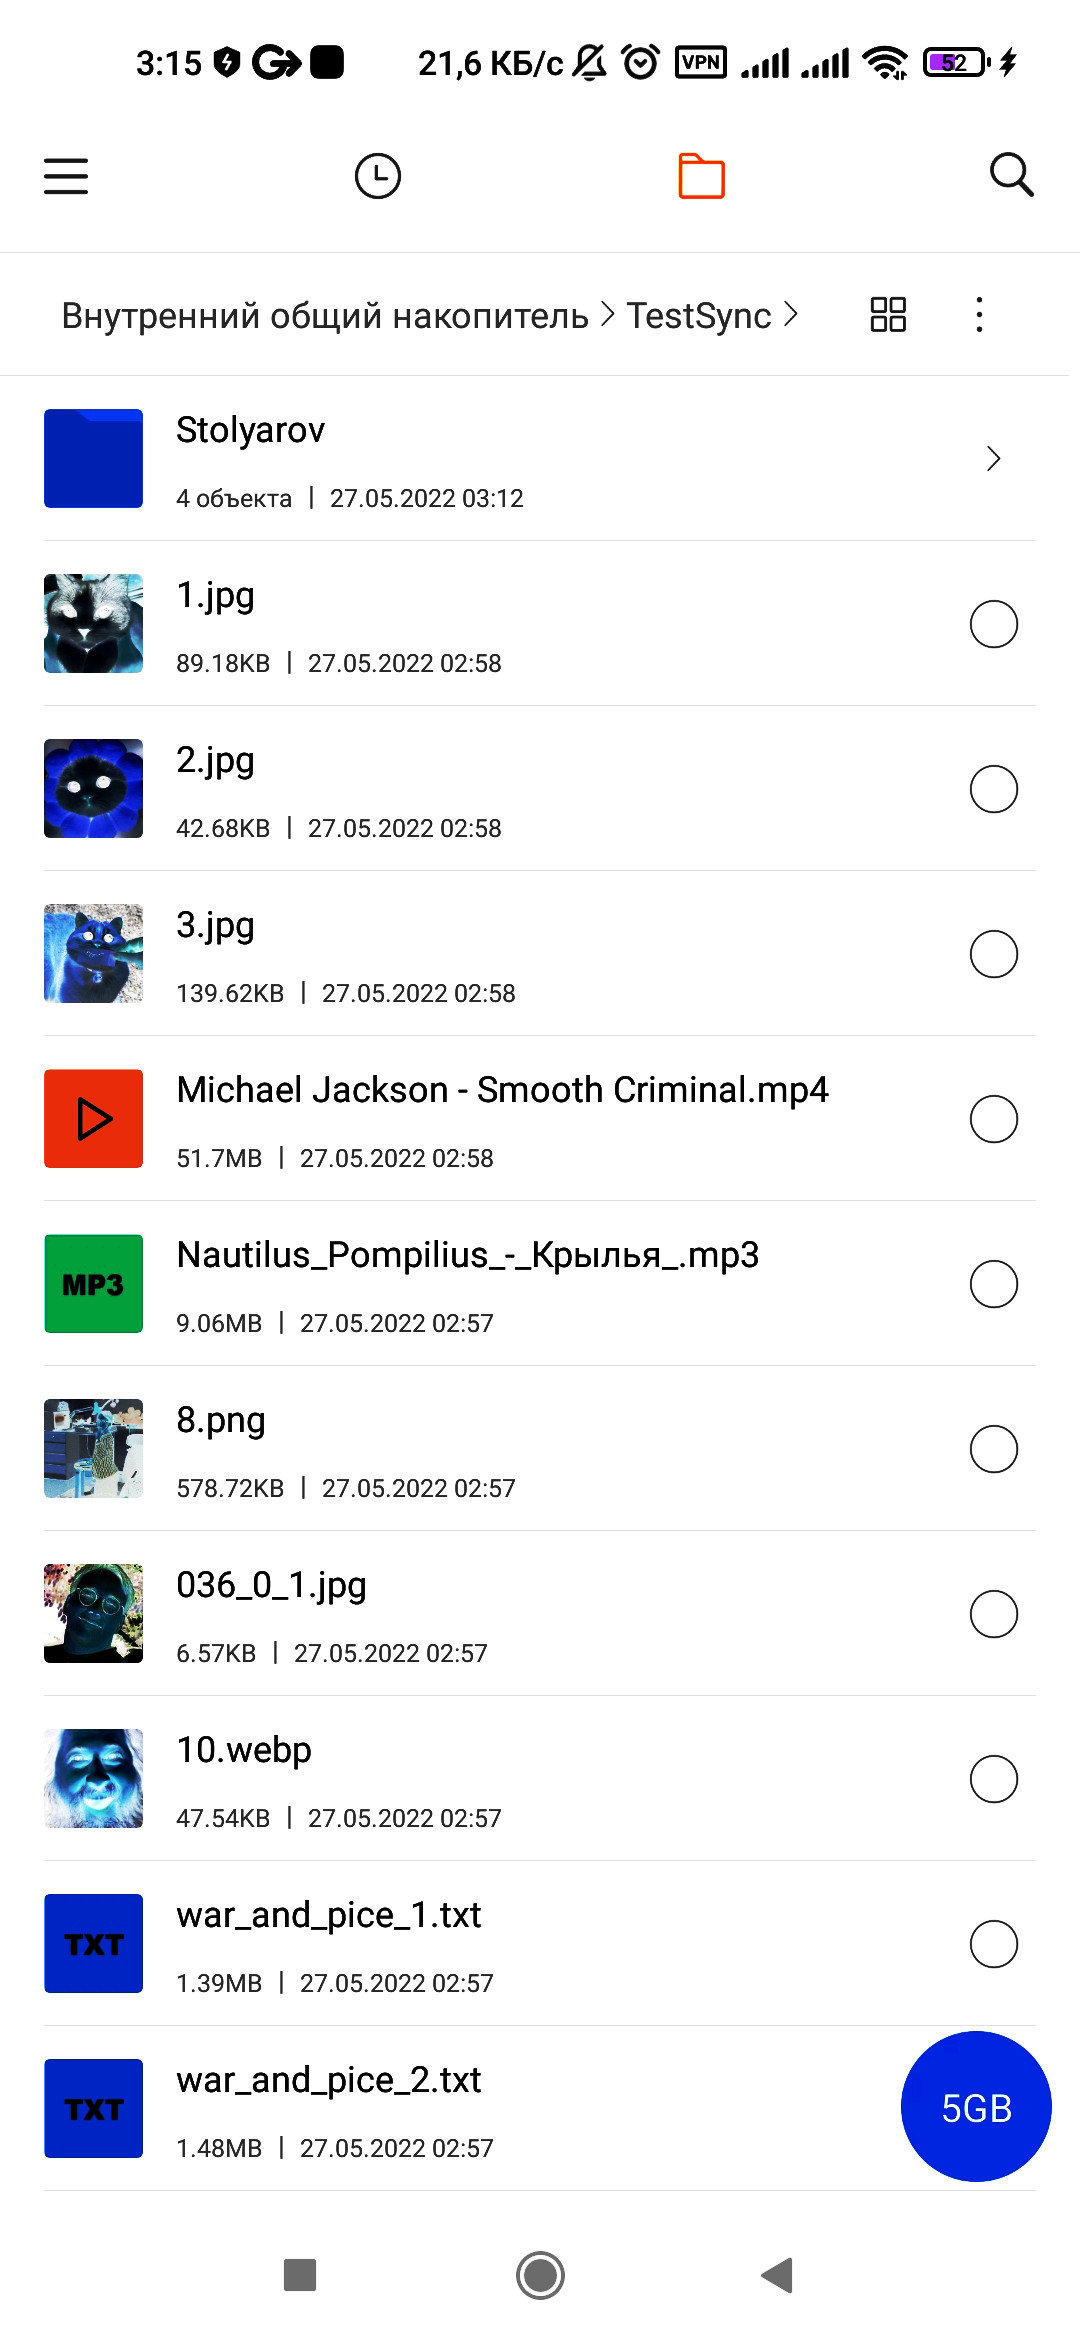 3:15 21,6 КБ/с VPN 52
Внутренний общий накопитель > TestSync >
Stolyarov
4 объекта | 27.05.2022 03:12
1.jpg
89.18KB | 27.05.2022 02:58
2.jpg
42.68KB | 27.05.2022 02:58
3.jpg
139.62KB | 27.05.2022 02:58
Michael Jackson - Smooth Criminal.mp4
51.7MB | 27.05.2022 02:58
MP3
Nautilus_Pompilius_-_Крылья_.mp3
9.06MB | 27.05.2022 02:57
8.png
578.72KB | 27.05.2022 02:57
036_0_1.jpg
6.57KB | 27.05.2022 02:57
10.webp
47.54KB | 27.05.2022 02:57
TXT
war_and_pice_1.txt
1.39MB | 27.05.2022 02:57
TXT
war_and_pice_2.txt
1.48MB | 27.05.2022 02:57
5GB